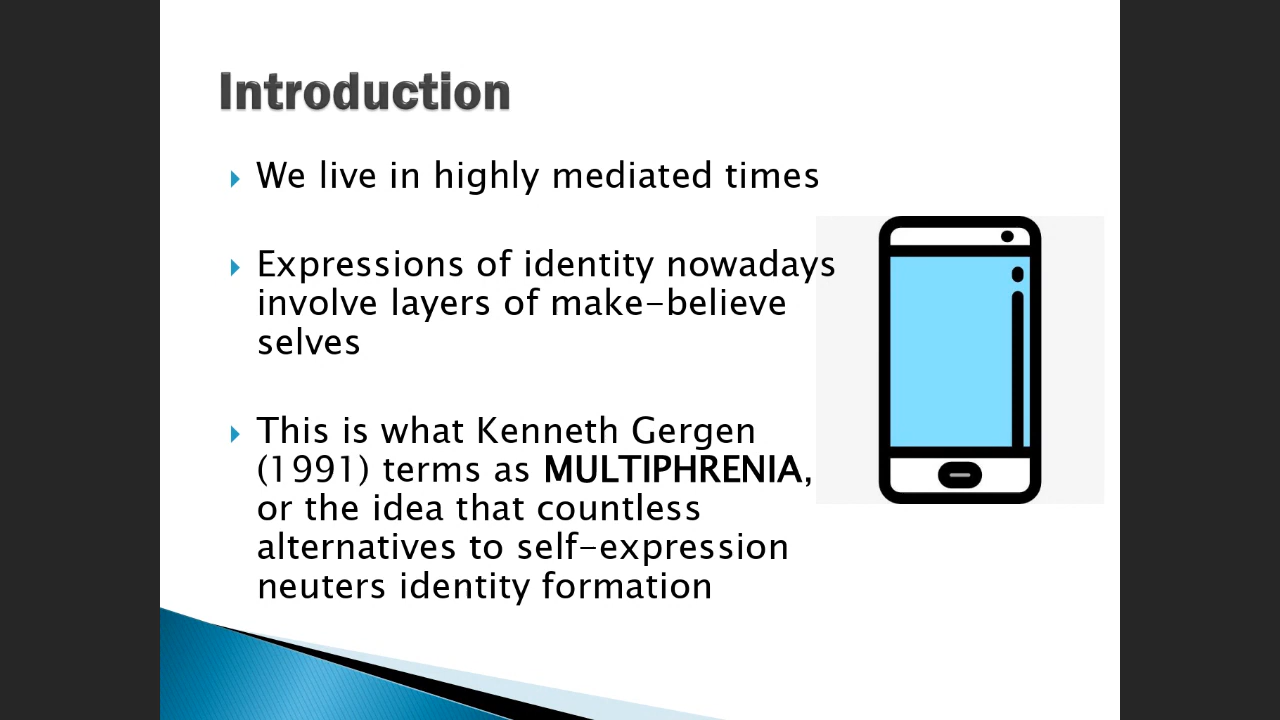 Introduction
We live in highly mediated times
Expressions of identity nowadays
involve layers of make-believe
selves
This is what Kenneth Gergen
(1991) terms as MULTIPHRENIA,
or the idea that countless
alternatives to self-expression
neuters identity formation